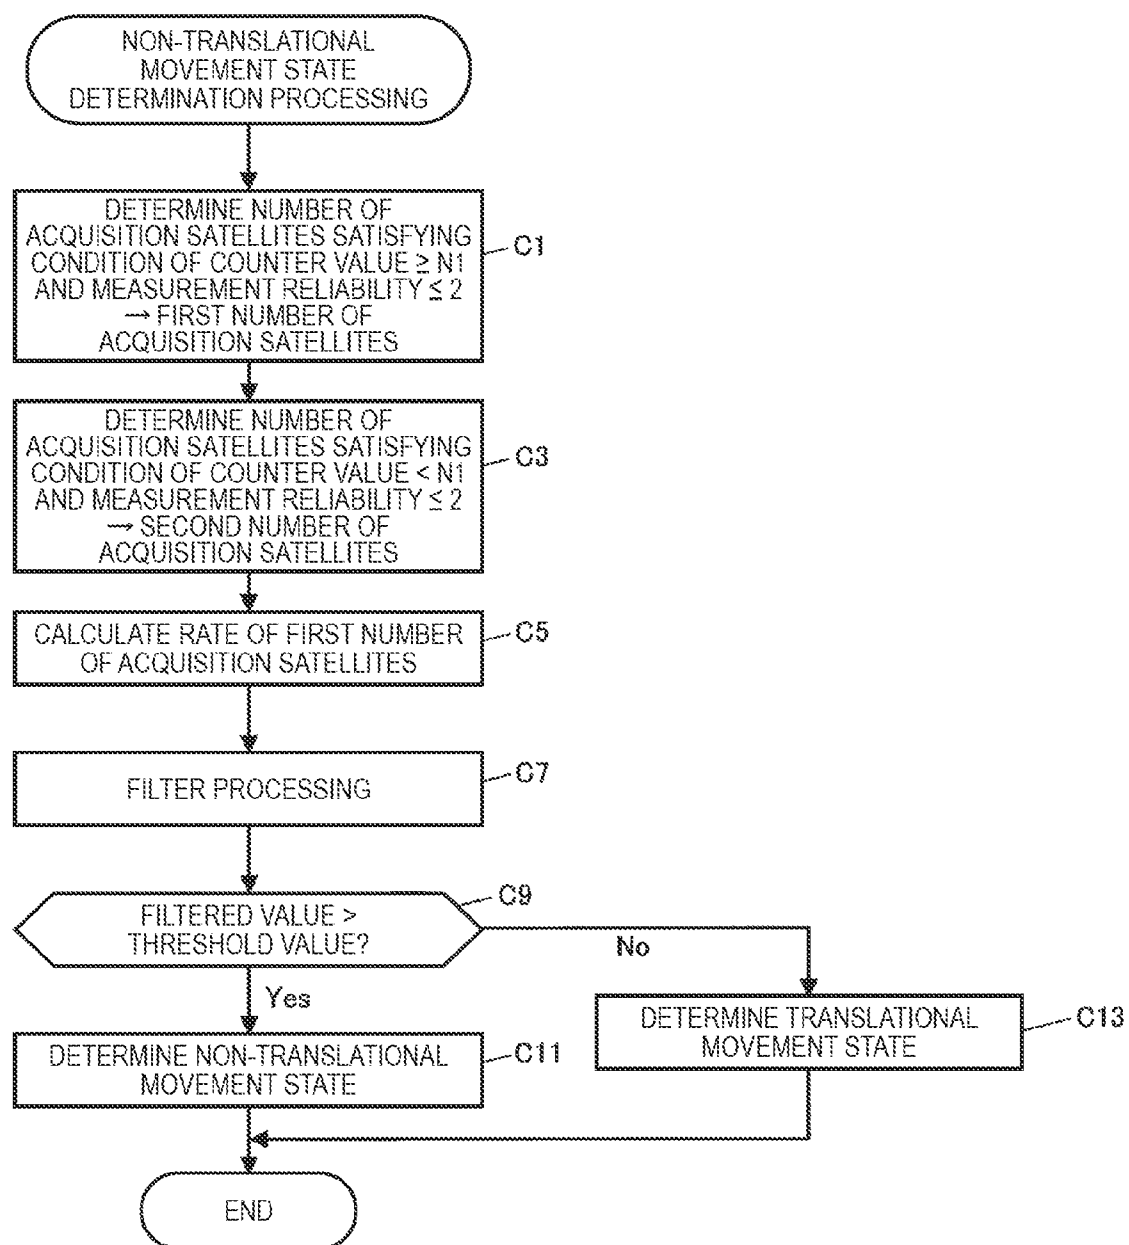 NON-TRANSLATIONAL
MOVEMENT STATE
DETERMINATION PROCESSING
DETERMINE NUMBER OF
ACQUISITION SATELLITES SATISFYING
CONDITION OF COUNTER VALUE ≥ N1
AND MEASUREMENT RELIABILITY ≤ 2
→ FIRST NUMBER OF
ACQUISITION SATELLITES
C1
DETERMINE NUMBER OF
ACQUISITION SATELLITES SATISFYING
CONDITION OF COUNTER VALUE < N1
AND MEASUREMENT RELIABILITY ≤ 2
→ SECOND NUMBER OF
ACQUISITION SATELLITES
C3
CALCULATE RATE OF FIRST NUMBER
OF ACQUISITION SATELLITES
C5
FILTER PROCESSING
C7
FILTERED VALUE >
THRESHOLD VALUE?
C9
No
Yes
DETERMINE NON-TRANSLATIONAL
MOVEMENT STATE
C11
DETERMINE TRANSLATIONAL
MOVEMENT STATE
C13
END